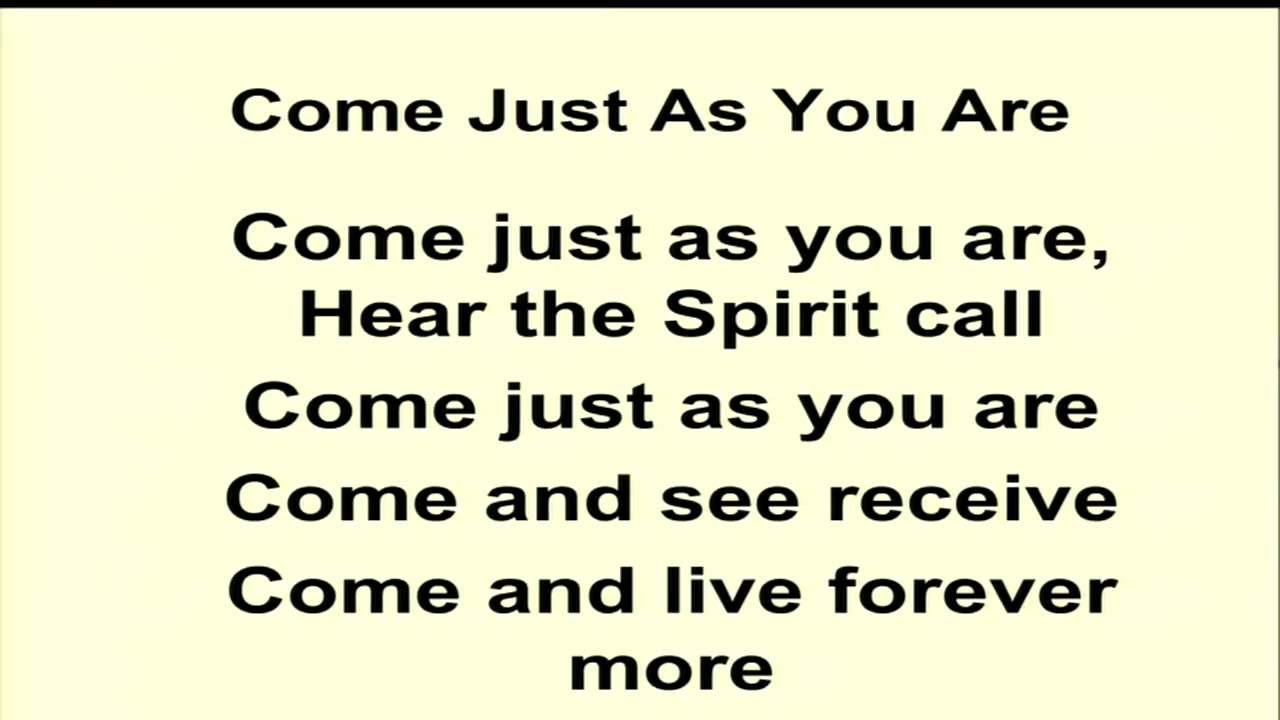 Come Just As You Are
Come just as you are,
Hear the Spirit call
Come just as you are
Come and see receive
Come and live forever
more